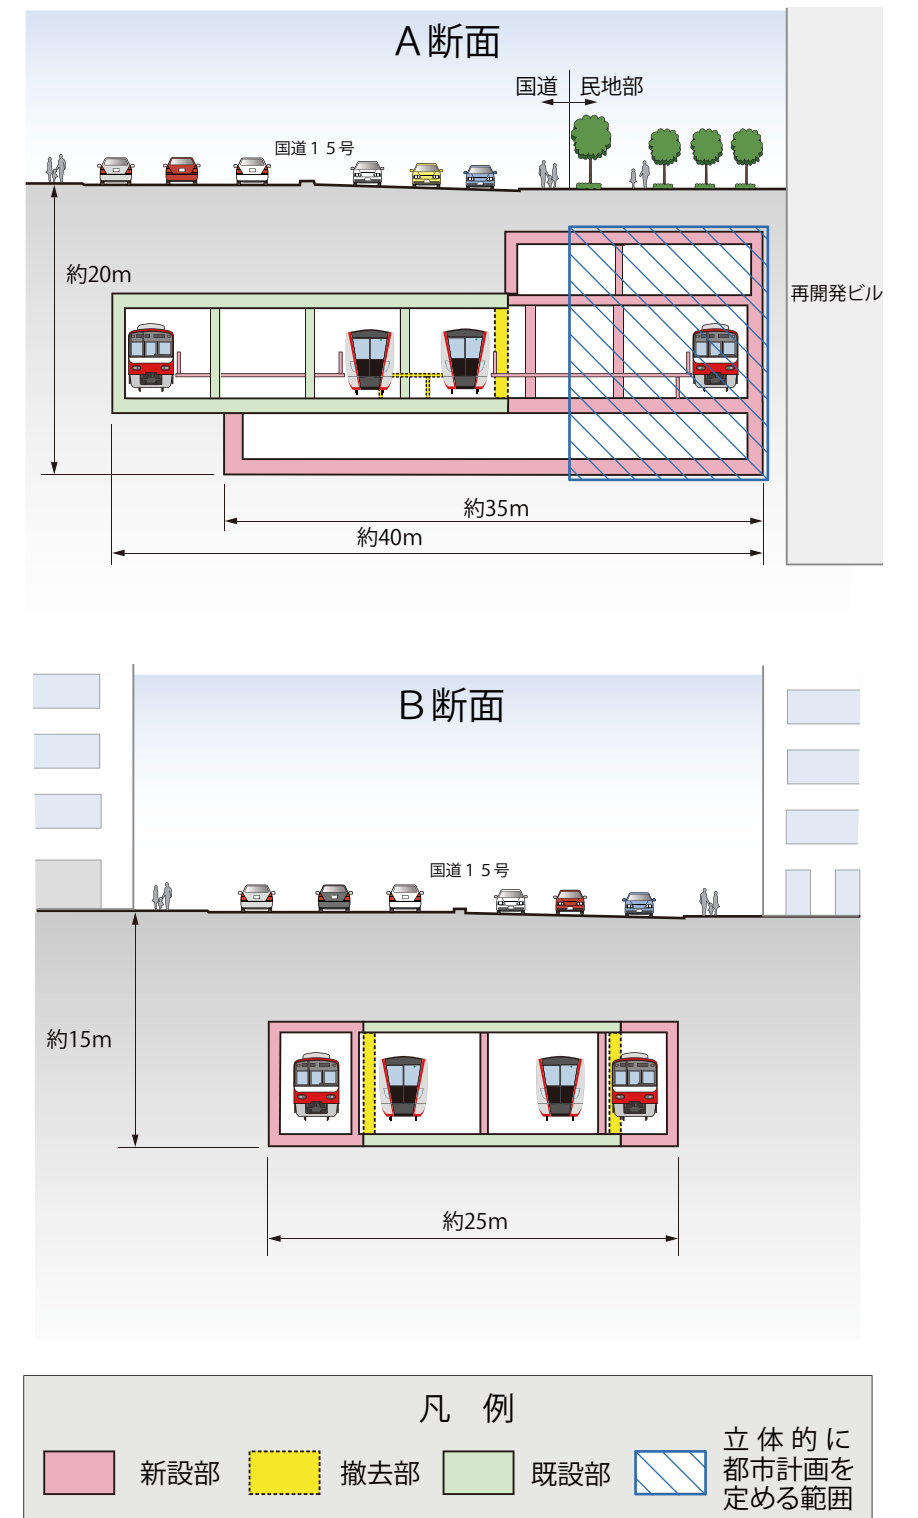 A断面
国道 民地部
国道15号
約20m
再開発ビル
約35m
約40m
B断面
国道15号
約15m
約25m
凡 例
新設部
撤去部
既設部
立体的に
都市計画を
定める範囲